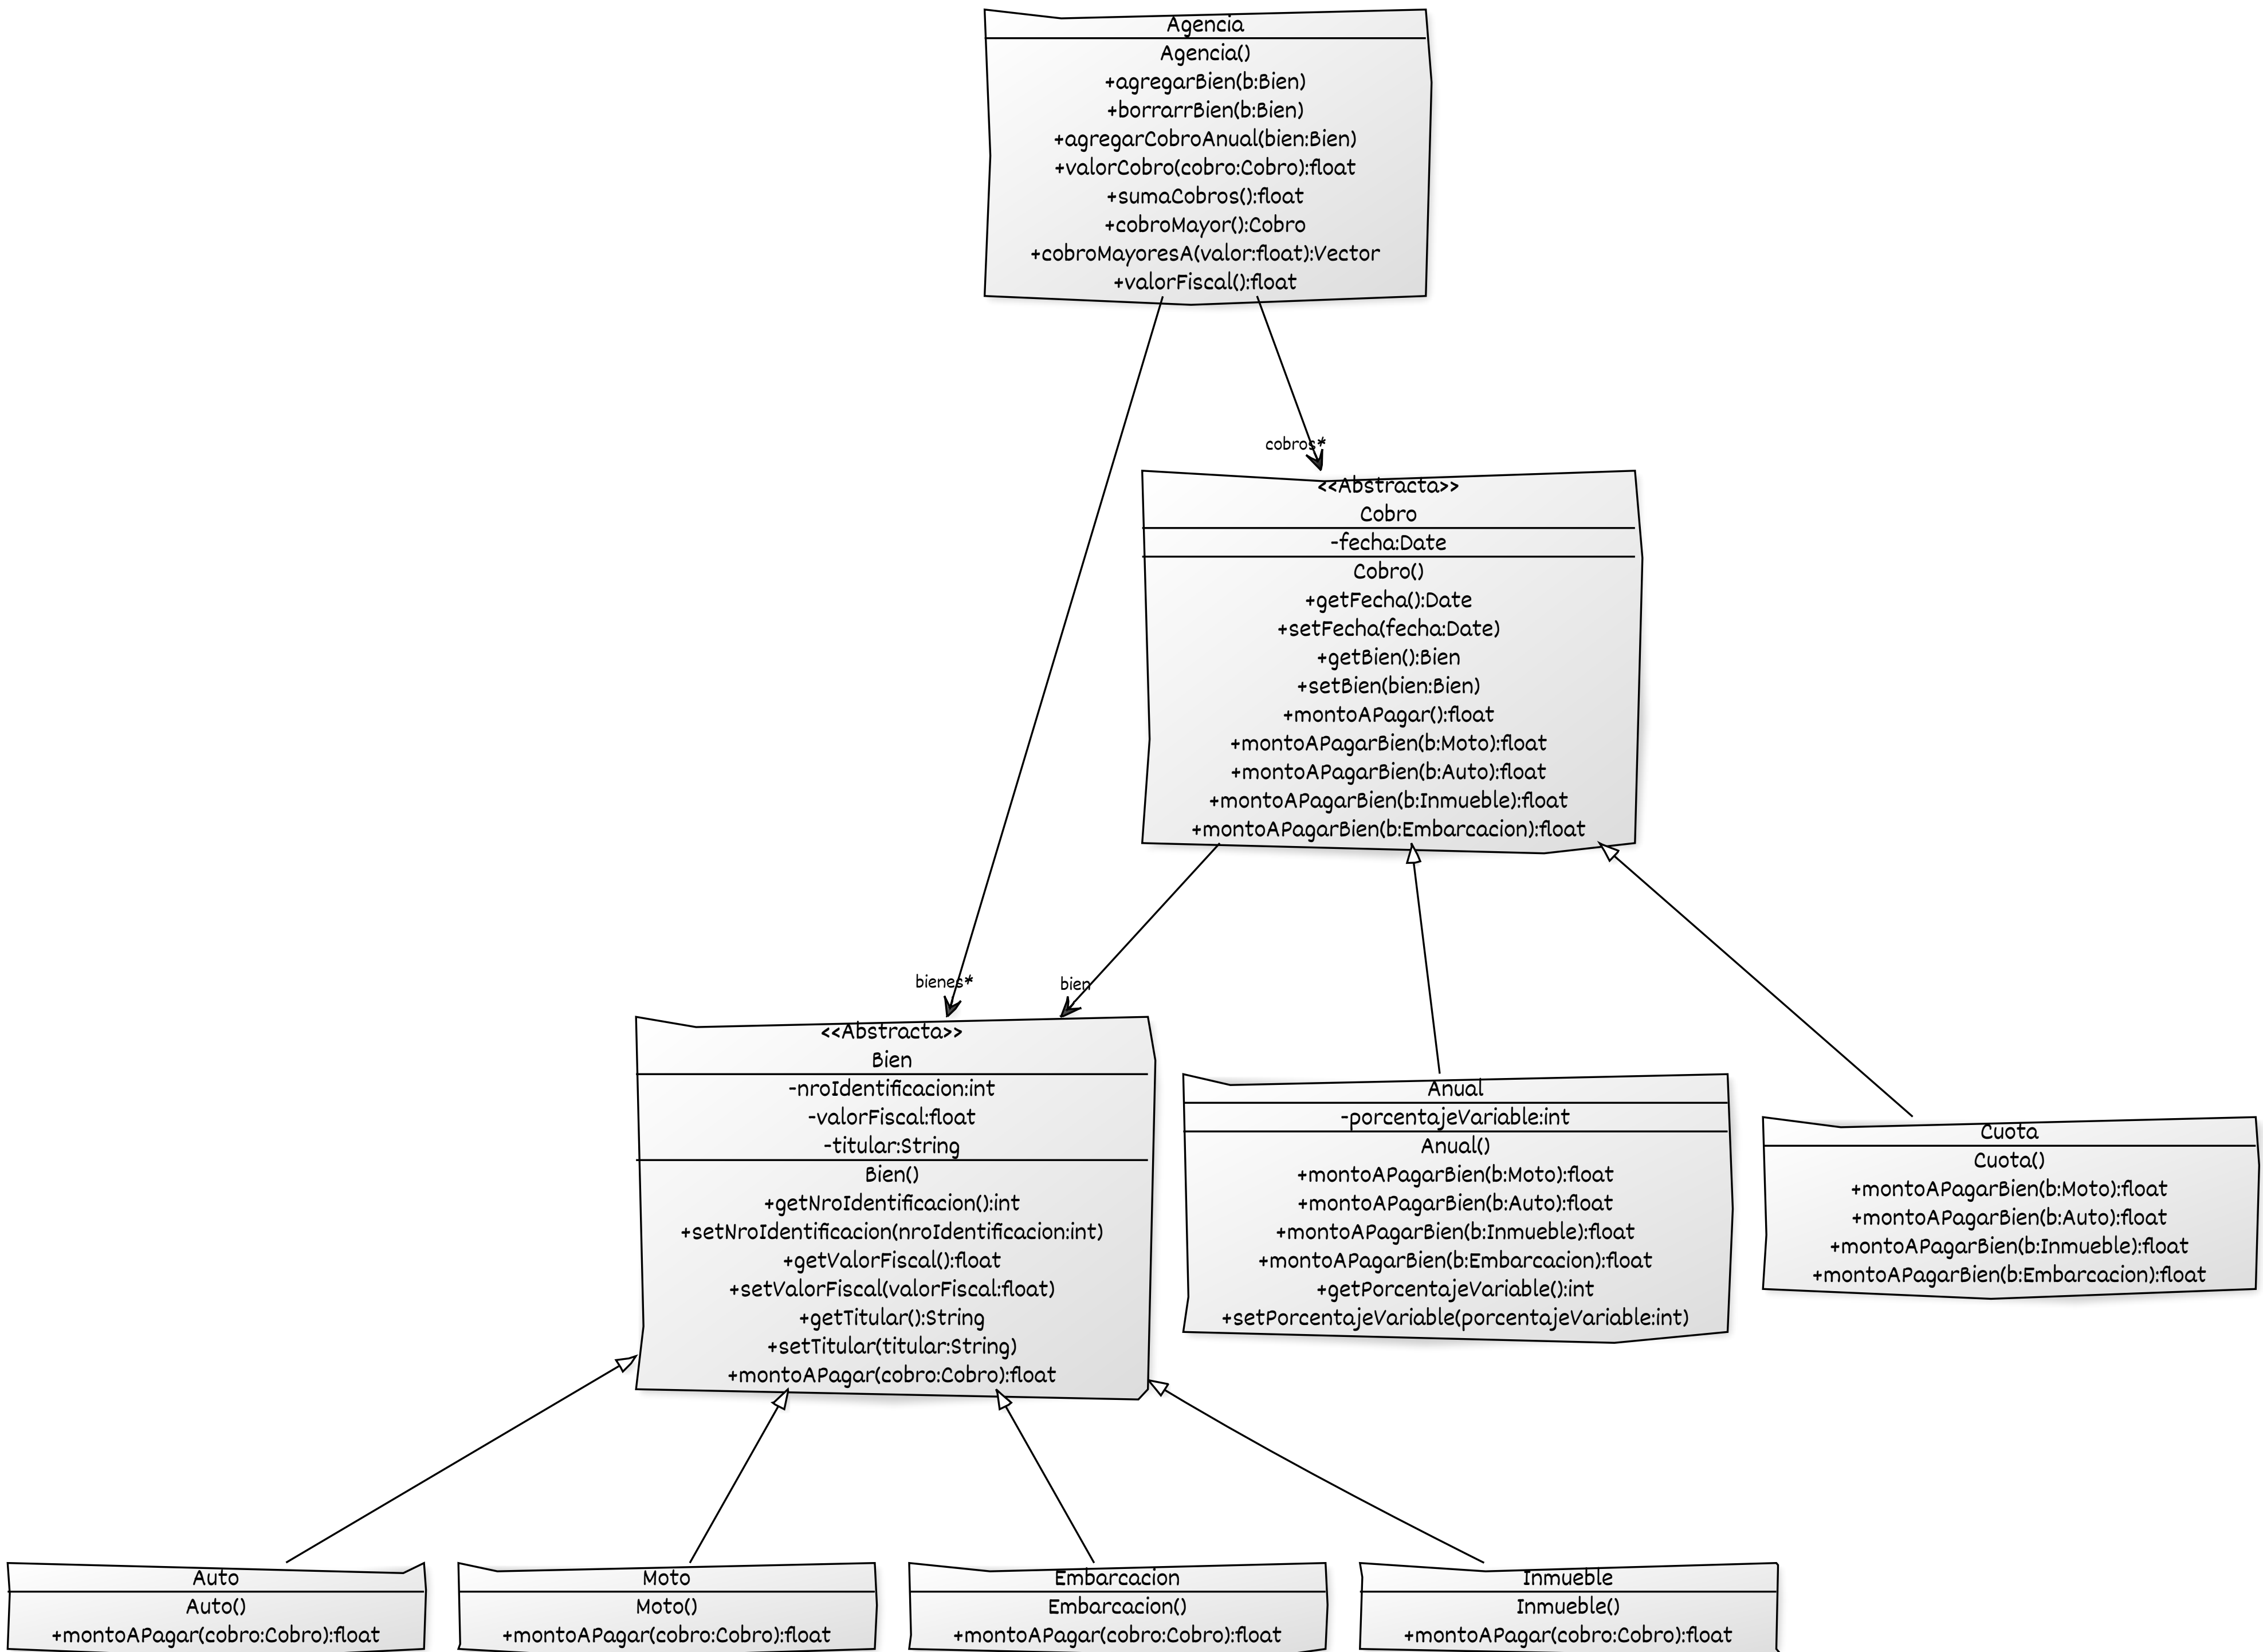 Agencia
Agencia()
+agregarBien(b:Bien)
+borrarrBien(b:Bien)
+agregarCobroAnual(bien:Bien)
+valorCobro(cobro:Cobro):float
+sumaCobros():float
+cobroMayor():Cobro
+cobroMayoresA(valor:float):Vector
+valorFiscal():float
cobros*
<<Abstracta>>
Cobro
-fecha:Date
Cobro()
+getFecha():Date
+setFecha(fecha:Date)
+getBien():Bien
+setBien(bien:Bien)
+montoAPagar():float
+montoAPagarBien(b:Moto):float
+montoAPagarBien(b:Auto):float
+montoAPagarBien(b:Inmueble):float
+montoAPagarBien(b:Embarcacion):float
bienes*
bien
<<Abstracta>>
Bien
-nroIdentificacion:int
-valorFiscal:float
-titular:String
Bien()
+getNroIdentificacion():int
+setNroIdentificacion(nroIdentificacion:int)
+getValorFiscal():float
+setValorFiscal(valorFiscal:float)
+getTitular():String
+setTitular(titular:String)
+montoAPagar(cobro:Cobro):float
Anual
-porcentajeVariable:int
Anual()
+montoAPagarBien(b:Moto):float
+montoAPagarBien(b:Auto):float
+montoAPagarBien(b:Inmueble):float
+montoAPagarBien(b:Embarcacion):float
+getPorcentajeVariable():int
+setPorcentajeVariable(porcentajeVariable:int)
Cuota
Cuota()
+montoAPagarBien(b:Moto):float
+montoAPagarBien(b:Auto):float
+montoAPagarBien(b:Inmueble):float
+montoAPagarBien(b:Embarcacion):float
Auto
Auto()
+montoAPagar(cobro:Cobro):float
Moto
Moto()
+montoAPagar(cobro:Cobro):float
Embarcacion
Embarcacion()
+montoAPagar(cobro:Cobro):float
Inmueble
Inmueble()
+montoAPagar(cobro:Cobro):float